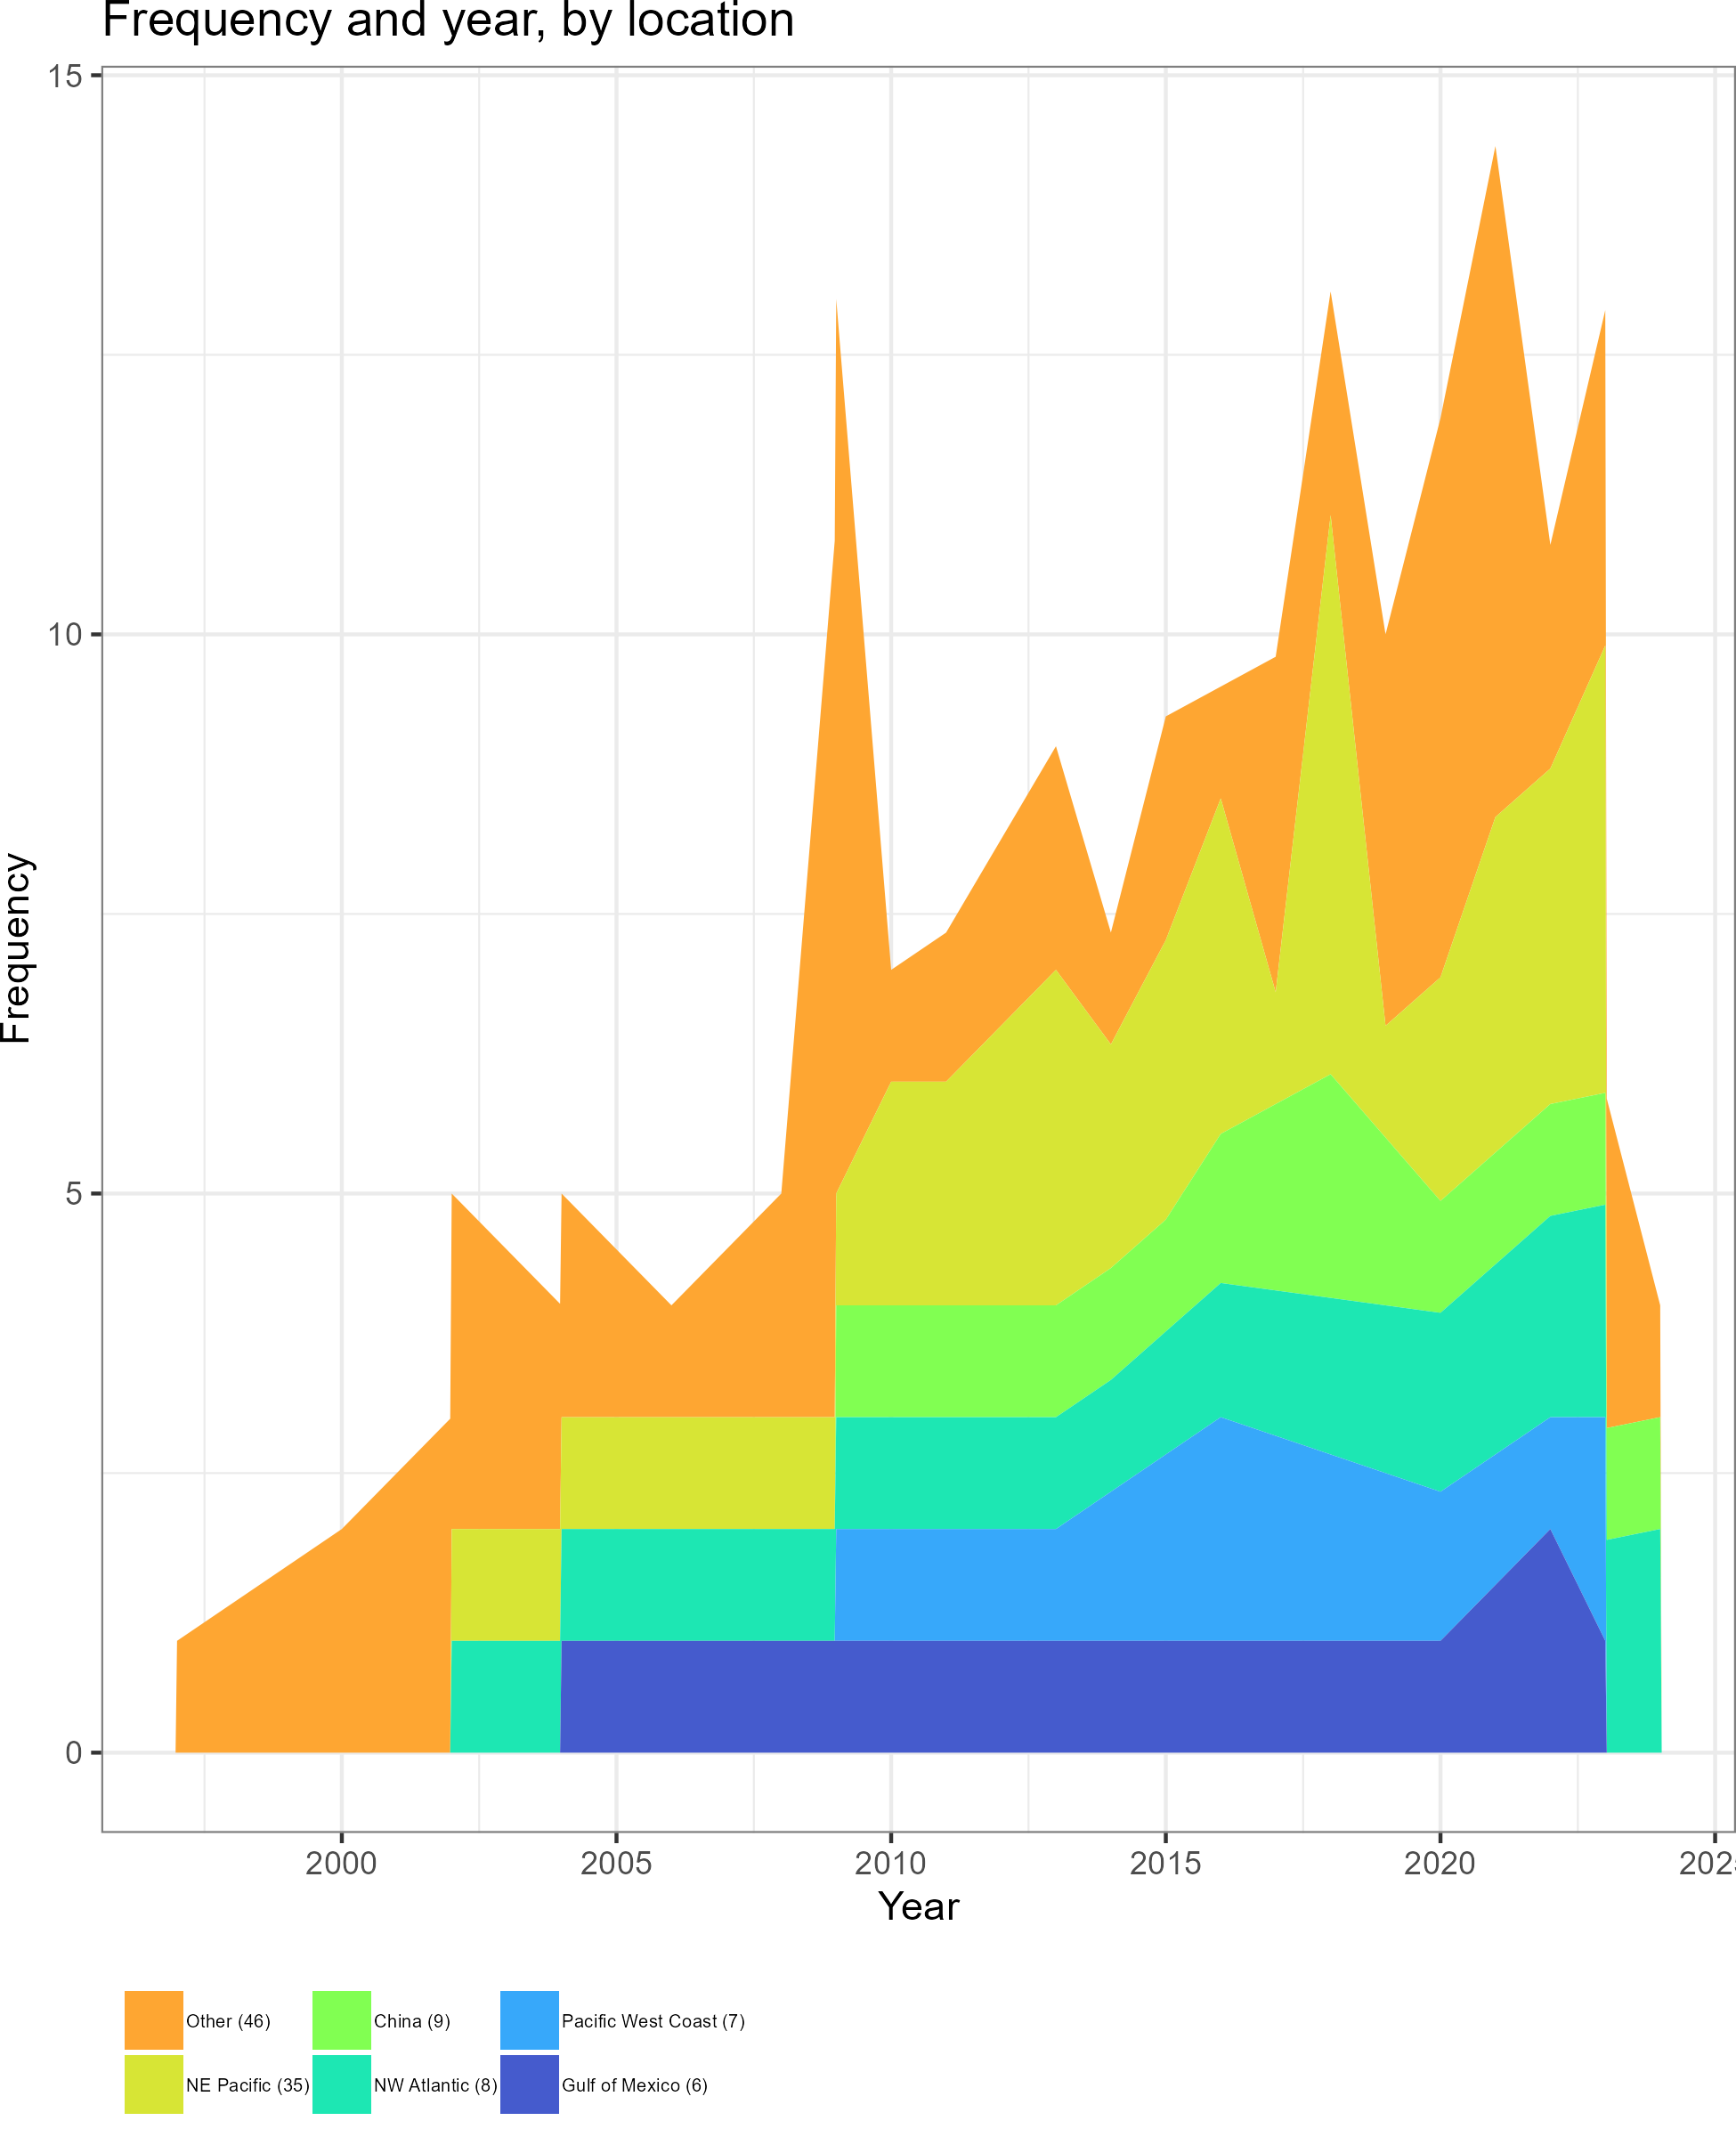 Frequency and year, by location
15
10
5
0
Frequency
2000 2005 2010 2015 2020
Year
Other (46) China (9) Pacific West Coast (7)
NE Pacific (35) NW Atlantic (8) Gulf of Mexico (6)